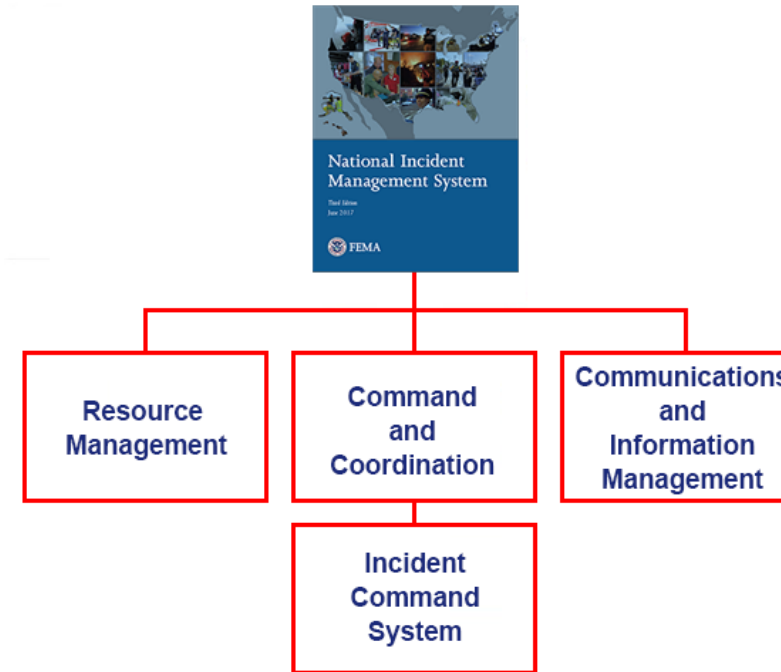 National Incident
Management System
Third Edition
June 2017
FEMA
Resource
Management
Command
and
Coordination
Communications
and
Information
Management
Incident
Command
System